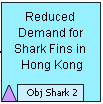 Reduced
Demand for
Shark Fins in
Hong Kong
Obj Shark 2